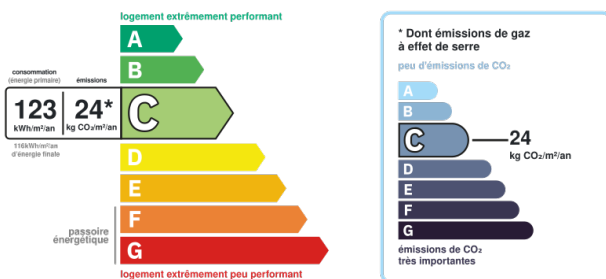 logement extrêmement performant
consommation
(énergie primaire)
émissions
123
kWh/m²/an
24*
kg CO₂/m²/an
116kWh/m²/an
d'énergie finale
A
B
C
D
E
F
G
passoire
énergétique
logement extrêmement peu performant
* Dont émissions de gaz
à effet de serre
peu d'émissions de CO₂
A
B
C
24
kg CO₂/m²/an
D
E
F
G
émissions de CO₂
très importantes